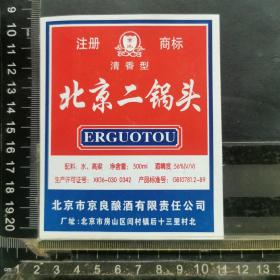 注册 商标
清香型
北京二锅头
ERGUOTOU
配料：水、高粱 净含量：500ml 酒精度：56%(V/V)
生产许可证号：XK16-030 0342 产品标准号：GB10781.2-89
北京市京良酿酒有限责任公司
厂址：北京市房山区闫村镇后十三里村北